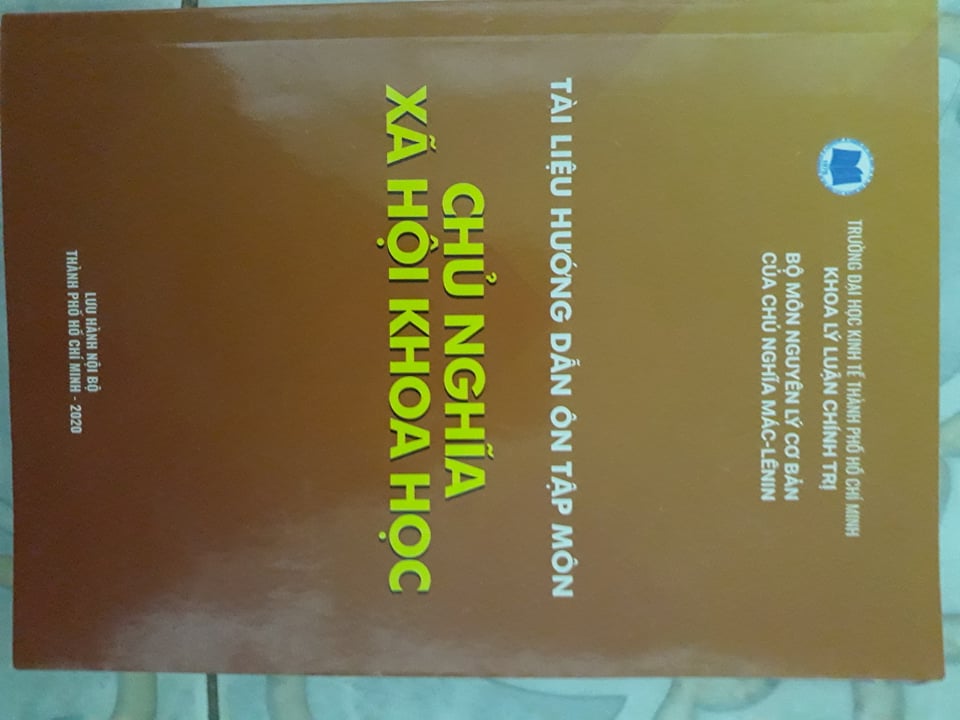 TRƯỜNG ĐẠI HỌC KINH TẾ THÀNH PHỐ HỒ CHÍ MINH
KHOA LÝ LUẬN CHÍNH TRỊ
BỘ MÔN NGUYÊN LÝ CƠ BẢN
CỦA CHỦ NGHĨA MÁC-LÊNIN
TÀI LIỆU HƯỚNG DẪN ÔN TẬP MÔN
CHỦ NGHĨA
XÃ HỘI KHOA HỌC
LƯU HÀNH NỘI BỘ
THÀNH PHỐ HỒ CHÍ MINH - 2020